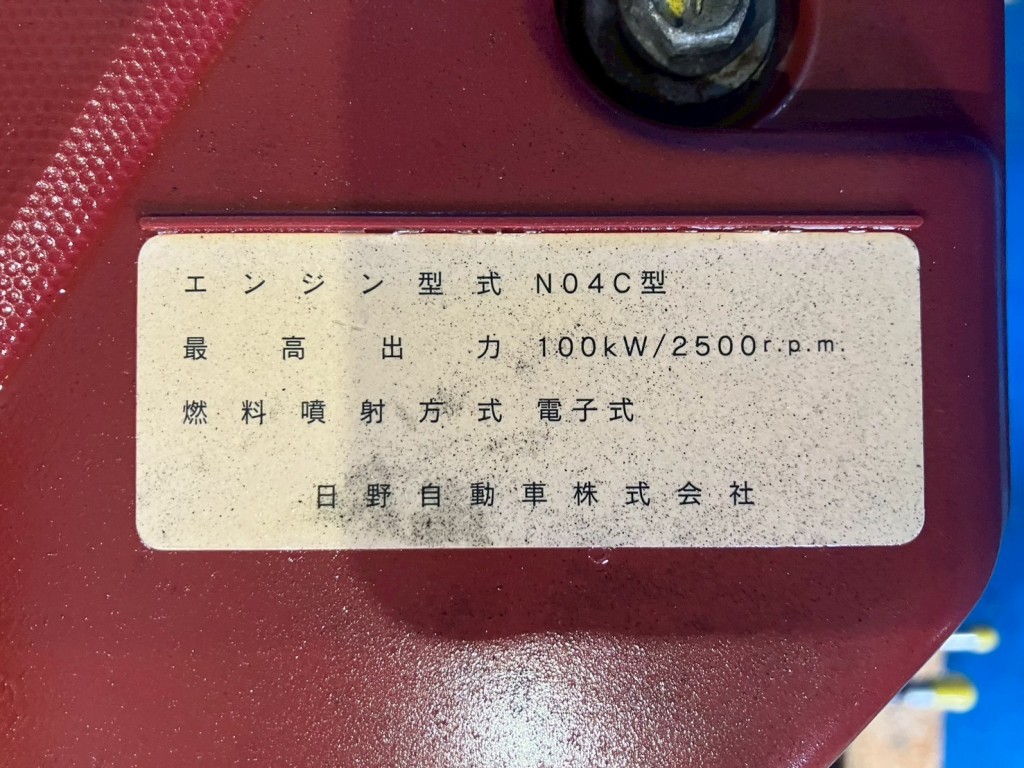 エンジン型式 N04C型
最高出力 100kW/2500r.p.m.
燃料噴射方式 電子式
日野自動車株式会社